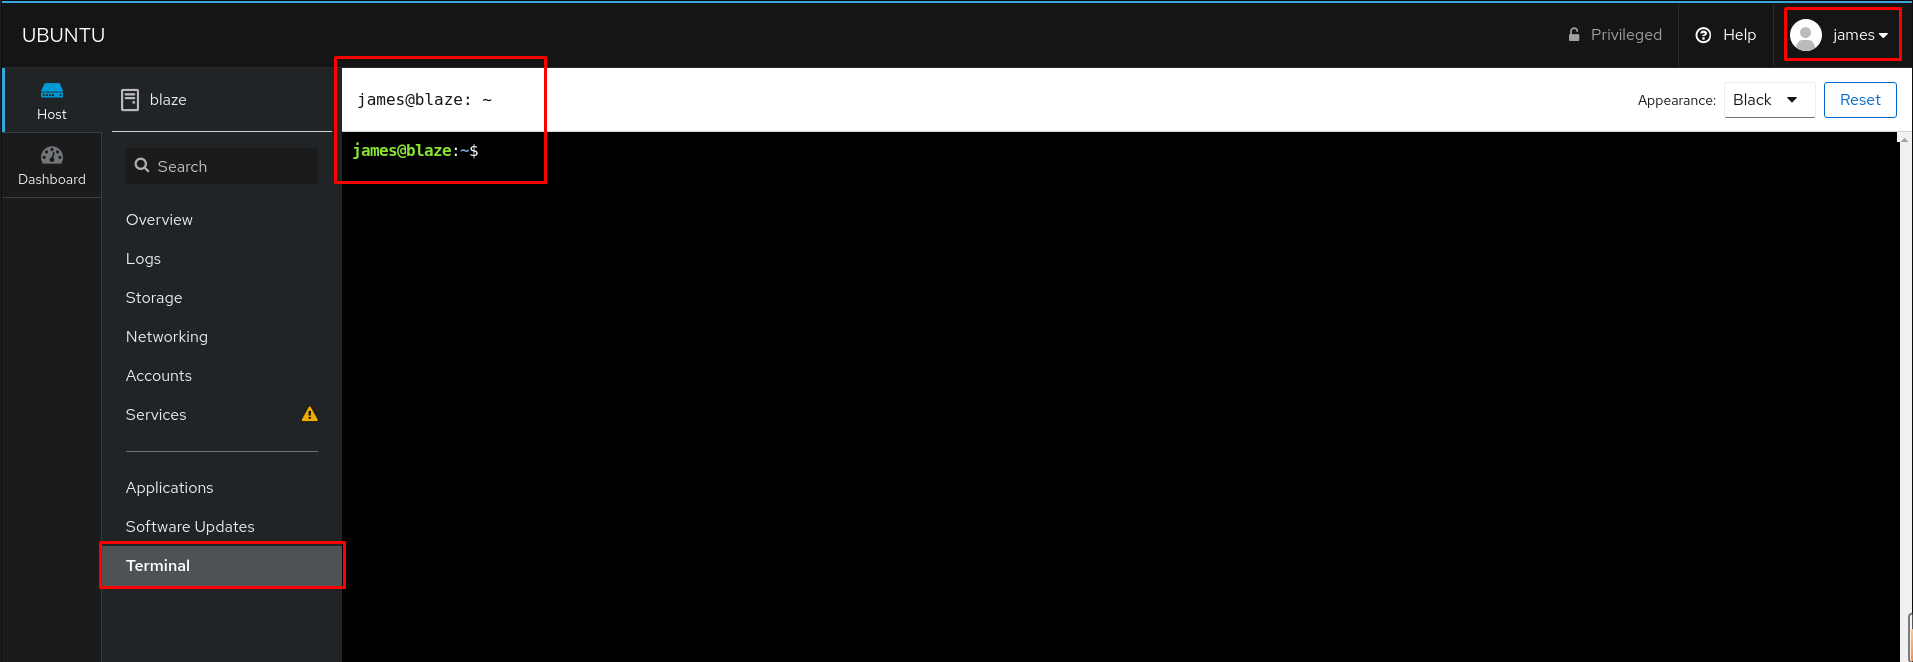 UBUNTU
Privileged
Help
james
Host
Dashboard
blaze
Search
Overview
Logs
Storage
Networking
Accounts
Services
Applications
Software Updates
Terminal
james@blaze: ~
Appearance: Black
Reset
james@blaze:~$